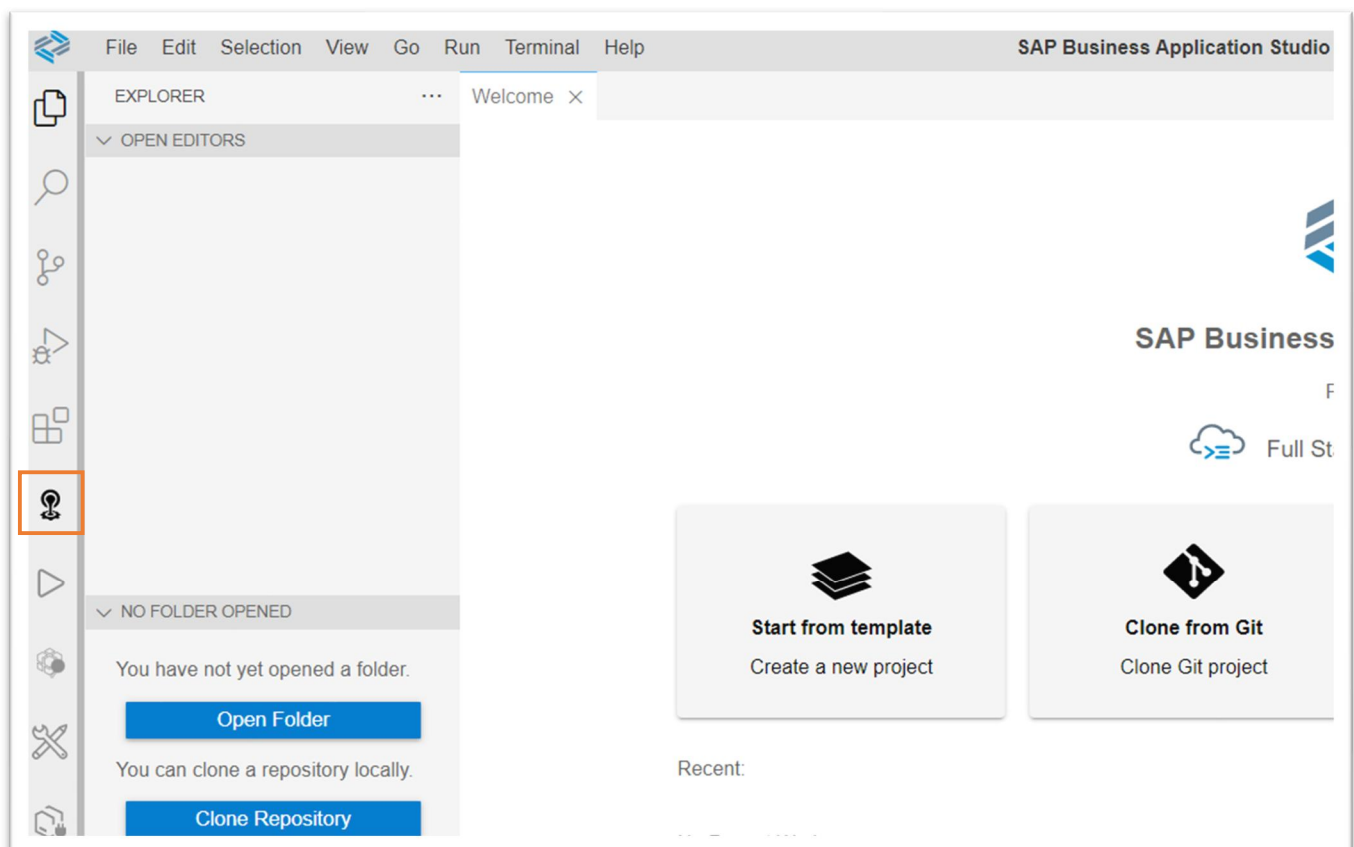 File Edit Selection View Go Run Terminal Help SAP Business Application Studio
EXPLORER ··· Welcome ×
OPEN EDITORS
SAP Business
Full St
Start from template
Create a new project
Clone from Git
Clone Git project
NO FOLDER OPENED
You have not yet opened a folder.
Open Folder
You can clone a repository locally.
Clone Repository
Recent: